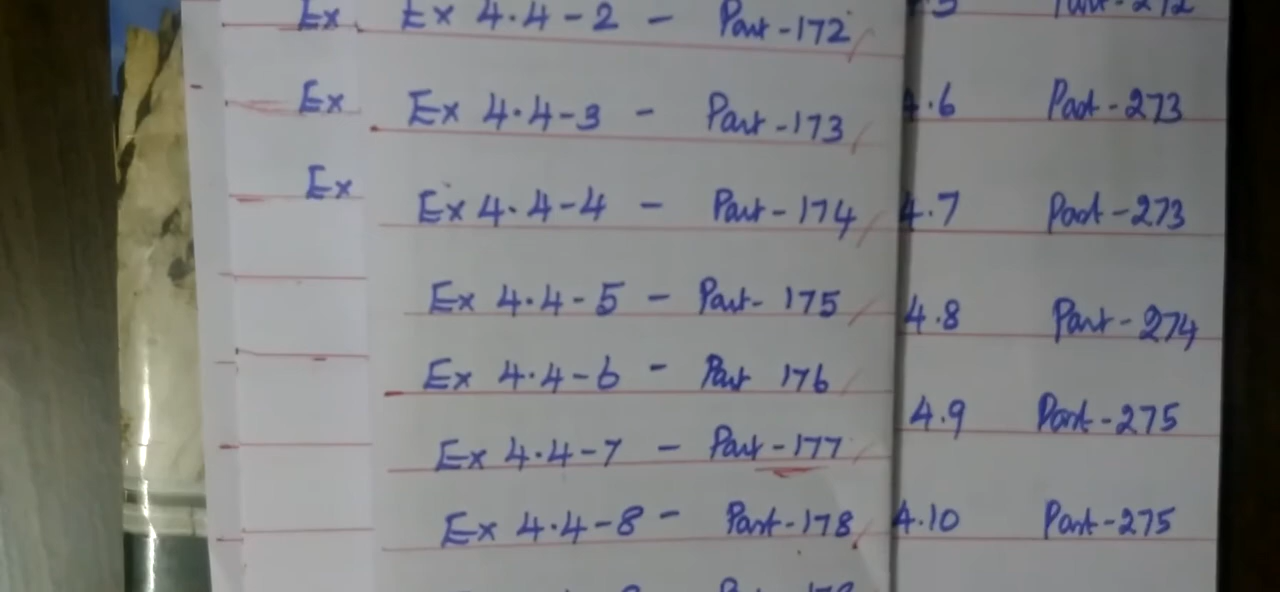 Ex Ex 4.4-2 - Part-172
Ex Ex 4.4-3 - Part-173 4.6 Part-273
Ex Ex 4.4-4 - Part-174 4.7 Part-273
Ex 4.4-5 - Part-175 4.8 Part-274
Ex 4.4-6 - Part 176
Ex 4.4-7 - Part-177 4.9 Part-275
Ex 4.4-8 - Part-178 4.10 Part-275